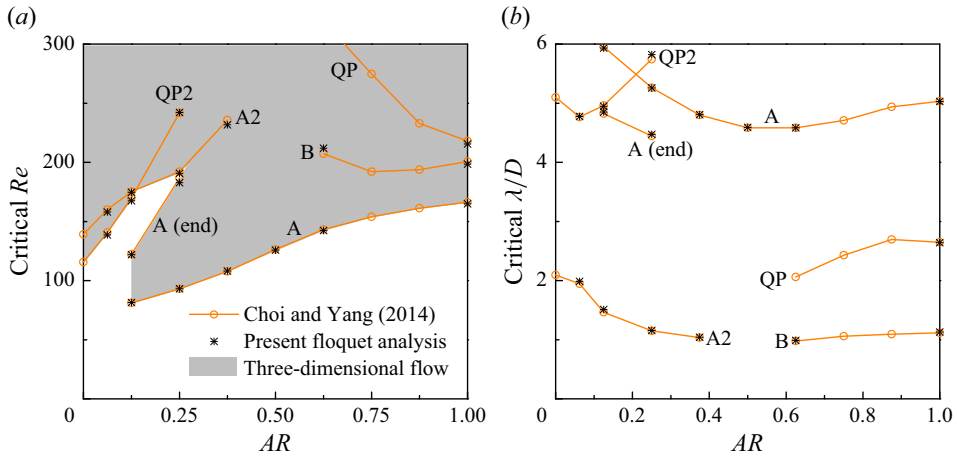 (a)
300
200
100
0
0.25
0.50
0.75
1.00
Critical Re
AR
QP2
A2
QP
B
A (end)
A
Choi and Yang (2014)
Present floquet analysis
Three-dimensional flow
(b)
6
4
2
0
0
0.2
0.4
0.6
0.8
1.0
Critical λ/D
AR
QP2
A
A (end)
QP
A2
B